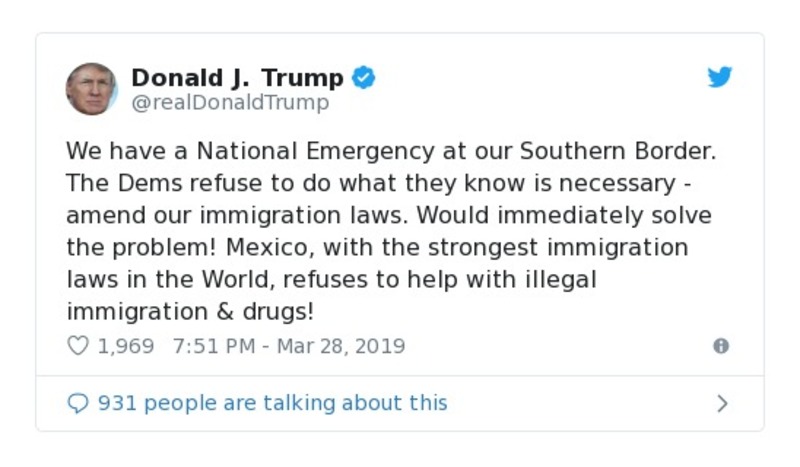 Donald J. Trump
@realDonaldTrump
We have a National Emergency at our Southern Border.
The Dems refuse to do what they know is necessary -
amend our immigration laws. Would immediately solve
the problem! Mexico, with the strongest immigration
laws in the World, refuses to help with illegal
immigration & drugs!
1,969 7:51 PM - Mar 28, 2019
931 people are talking about this